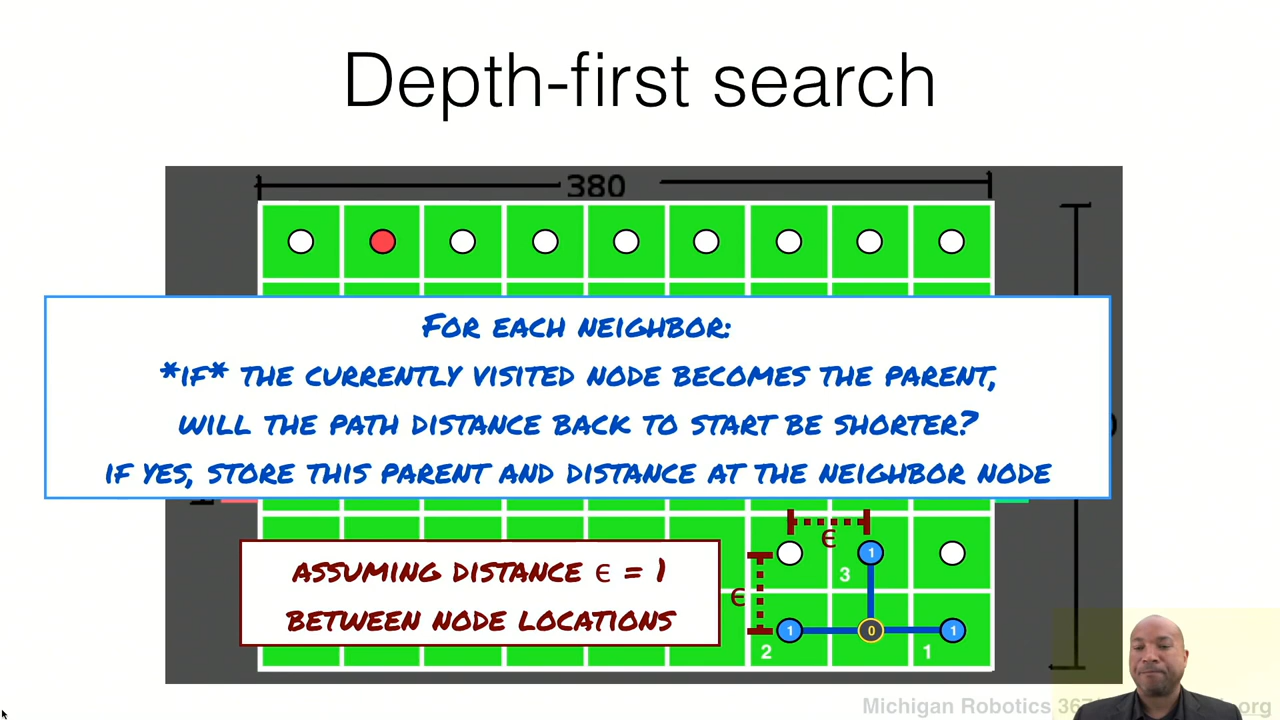 Depth-first search
380
FOR EACH NEIGHBOR:
*IF* THE CURRENTLY VISITED NODE BECOMES THE PARENT,
WILL THE PATH DISTANCE BACK TO START BE SHORTER?
IF YES, STORE THIS PARENT AND DISTANCE AT THE NEIGHBOR NODE
ϵ
1
3
ASSUMING DISTANCE ϵ = 1
BETWEEN NODE LOCATIONS
ϵ
1
0
1
2
1
Michigan Robotics 367
org